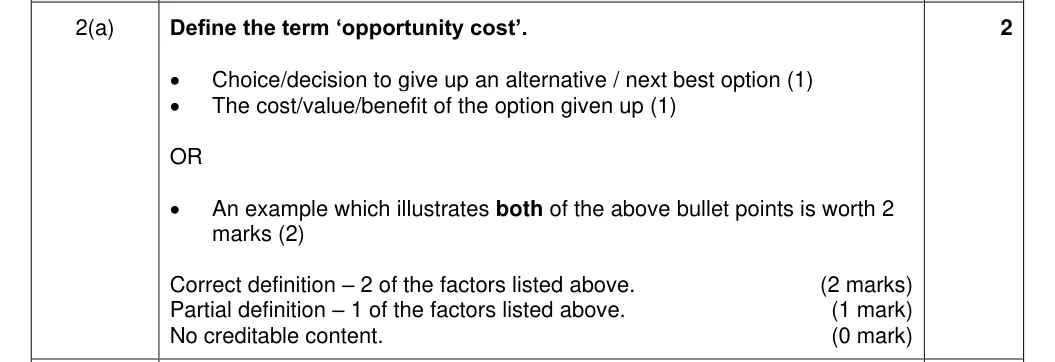 2(a) Define the term ‘opportunity cost’. 2
• Choice/decision to give up an alternative / next best option (1)
• The cost/value/benefit of the option given up (1)
OR
• An example which illustrates both of the above bullet points is worth 2
marks (2)
Correct definition – 2 of the factors listed above. (2 marks)
Partial definition – 1 of the factors listed above. (1 mark)
No creditable content. (0 mark)